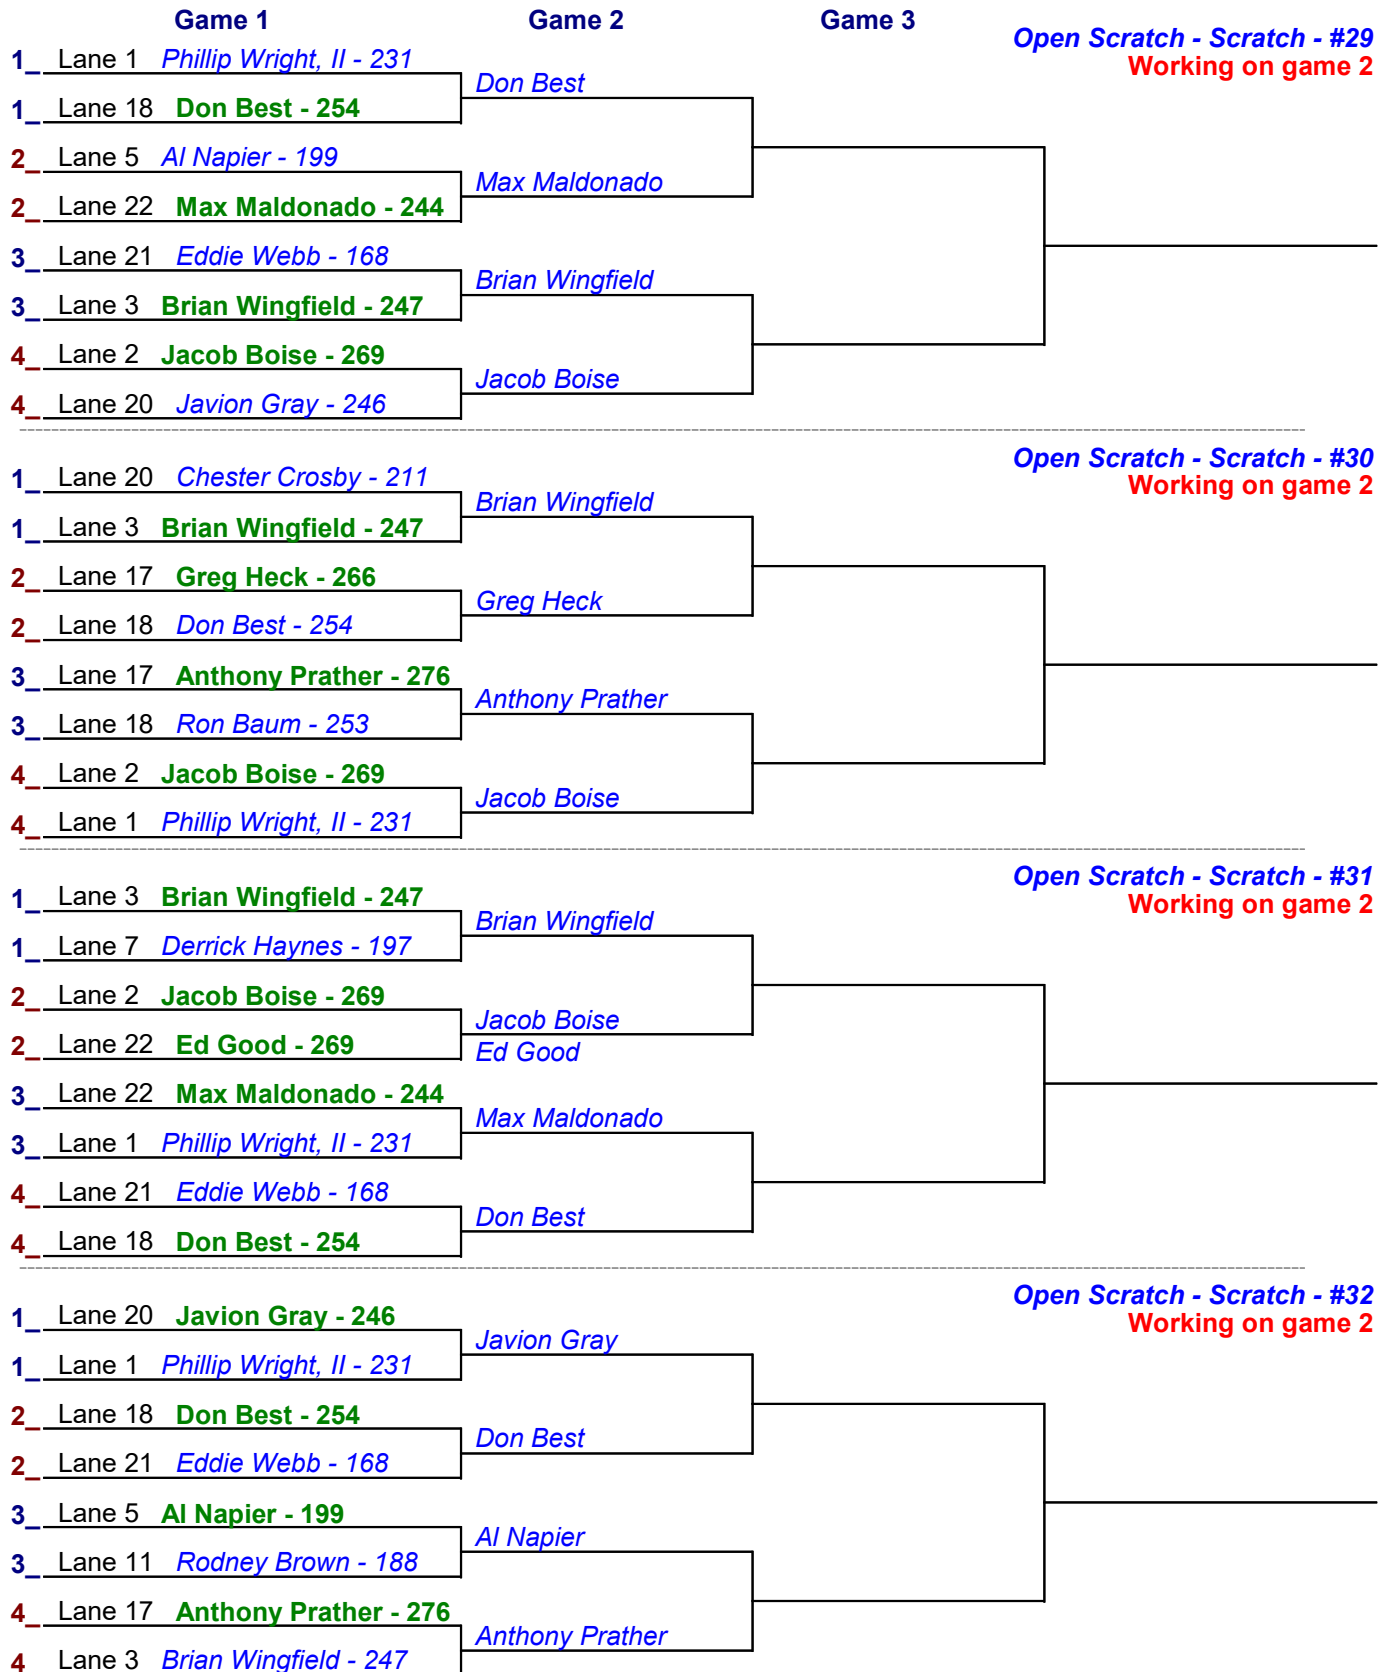 Game 1 Game 2 Game 3
Open Scratch - Scratch - #29
Working on game 2
1_ Lane 1 Phillip Wright, II - 231
Don Best
1_ Lane 18 Don Best - 254
2_ Lane 5 Al Napier - 199
Max Maldonado
2_ Lane 22 Max Maldonado - 244
3_ Lane 21 Eddie Webb - 168
Brian Wingfield
3_ Lane 3 Brian Wingfield - 247
4_ Lane 2 Jacob Boise - 269
Jacob Boise
4_ Lane 20 Javion Gray - 246
Open Scratch - Scratch - #30
Working on game 2
1_ Lane 20 Chester Crosby - 211
Brian Wingfield
1_ Lane 3 Brian Wingfield - 247
2_ Lane 17 Greg Heck - 266
Greg Heck
2_ Lane 18 Don Best - 254
3_ Lane 17 Anthony Prather - 276
Anthony Prather
3_ Lane 18 Ron Baum - 253
4_ Lane 2 Jacob Boise - 269
Jacob Boise
4_ Lane 1 Phillip Wright, II - 231
Open Scratch - Scratch - #31
Working on game 2
1_ Lane 3 Brian Wingfield - 247
Brian Wingfield
1_ Lane 7 Derrick Haynes - 197
2_ Lane 2 Jacob Boise - 269
Jacob Boise
2_ Lane 22 Ed Good - 269
Ed Good
3_ Lane 22 Max Maldonado - 244
Max Maldonado
3_ Lane 1 Phillip Wright, II - 231
4_ Lane 21 Eddie Webb - 168
Don Best
4_ Lane 18 Don Best - 254
Open Scratch - Scratch - #32
Working on game 2
1_ Lane 20 Javion Gray - 246
Javion Gray
1_ Lane 1 Phillip Wright, II - 231
2_ Lane 18 Don Best - 254
Don Best
2_ Lane 21 Eddie Webb - 168
3_ Lane 5 Al Napier - 199
Al Napier
3_ Lane 11 Rodney Brown - 188
4_ Lane 17 Anthony Prather - 276
Anthony Prather
4 Lane 3 Brian Wingfield - 247